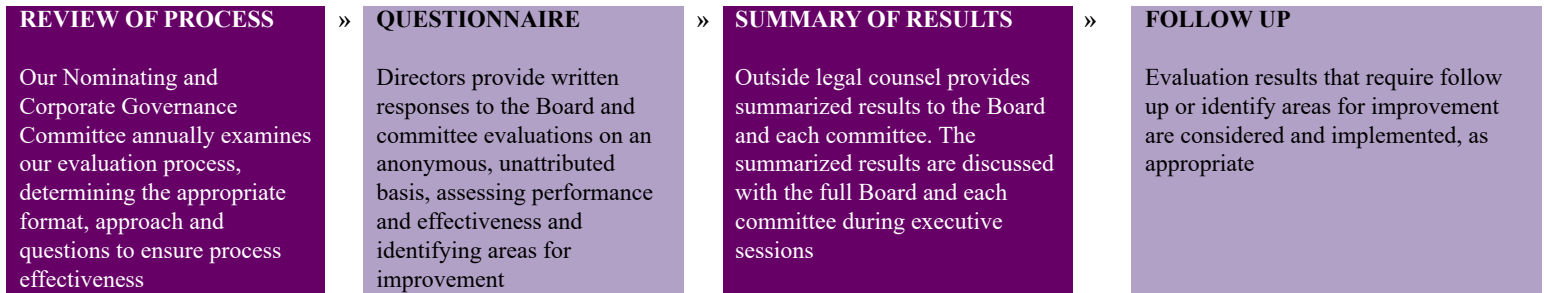 REVIEW OF PROCESS
Our Nominating and
Corporate Governance
Committee annually examines
our evaluation process,
determining the appropriate
format, approach and
questions to ensure process
effectiveness
»
QUESTIONNAIRE
Directors provide written
responses to the Board and
committee evaluations on an
anonymous, unattributed
basis, assessing performance
and effectiveness and
identifying areas for
improvement
»
SUMMARY OF RESULTS
Outside legal counsel provides
summarized results to the Board
and each committee. The
summarized results are discussed
with the full Board and each
committee during executive
sessions
»
FOLLOW UP
Evaluation results that require follow
up or identify areas for improvement
are considered and implemented, as
appropriate